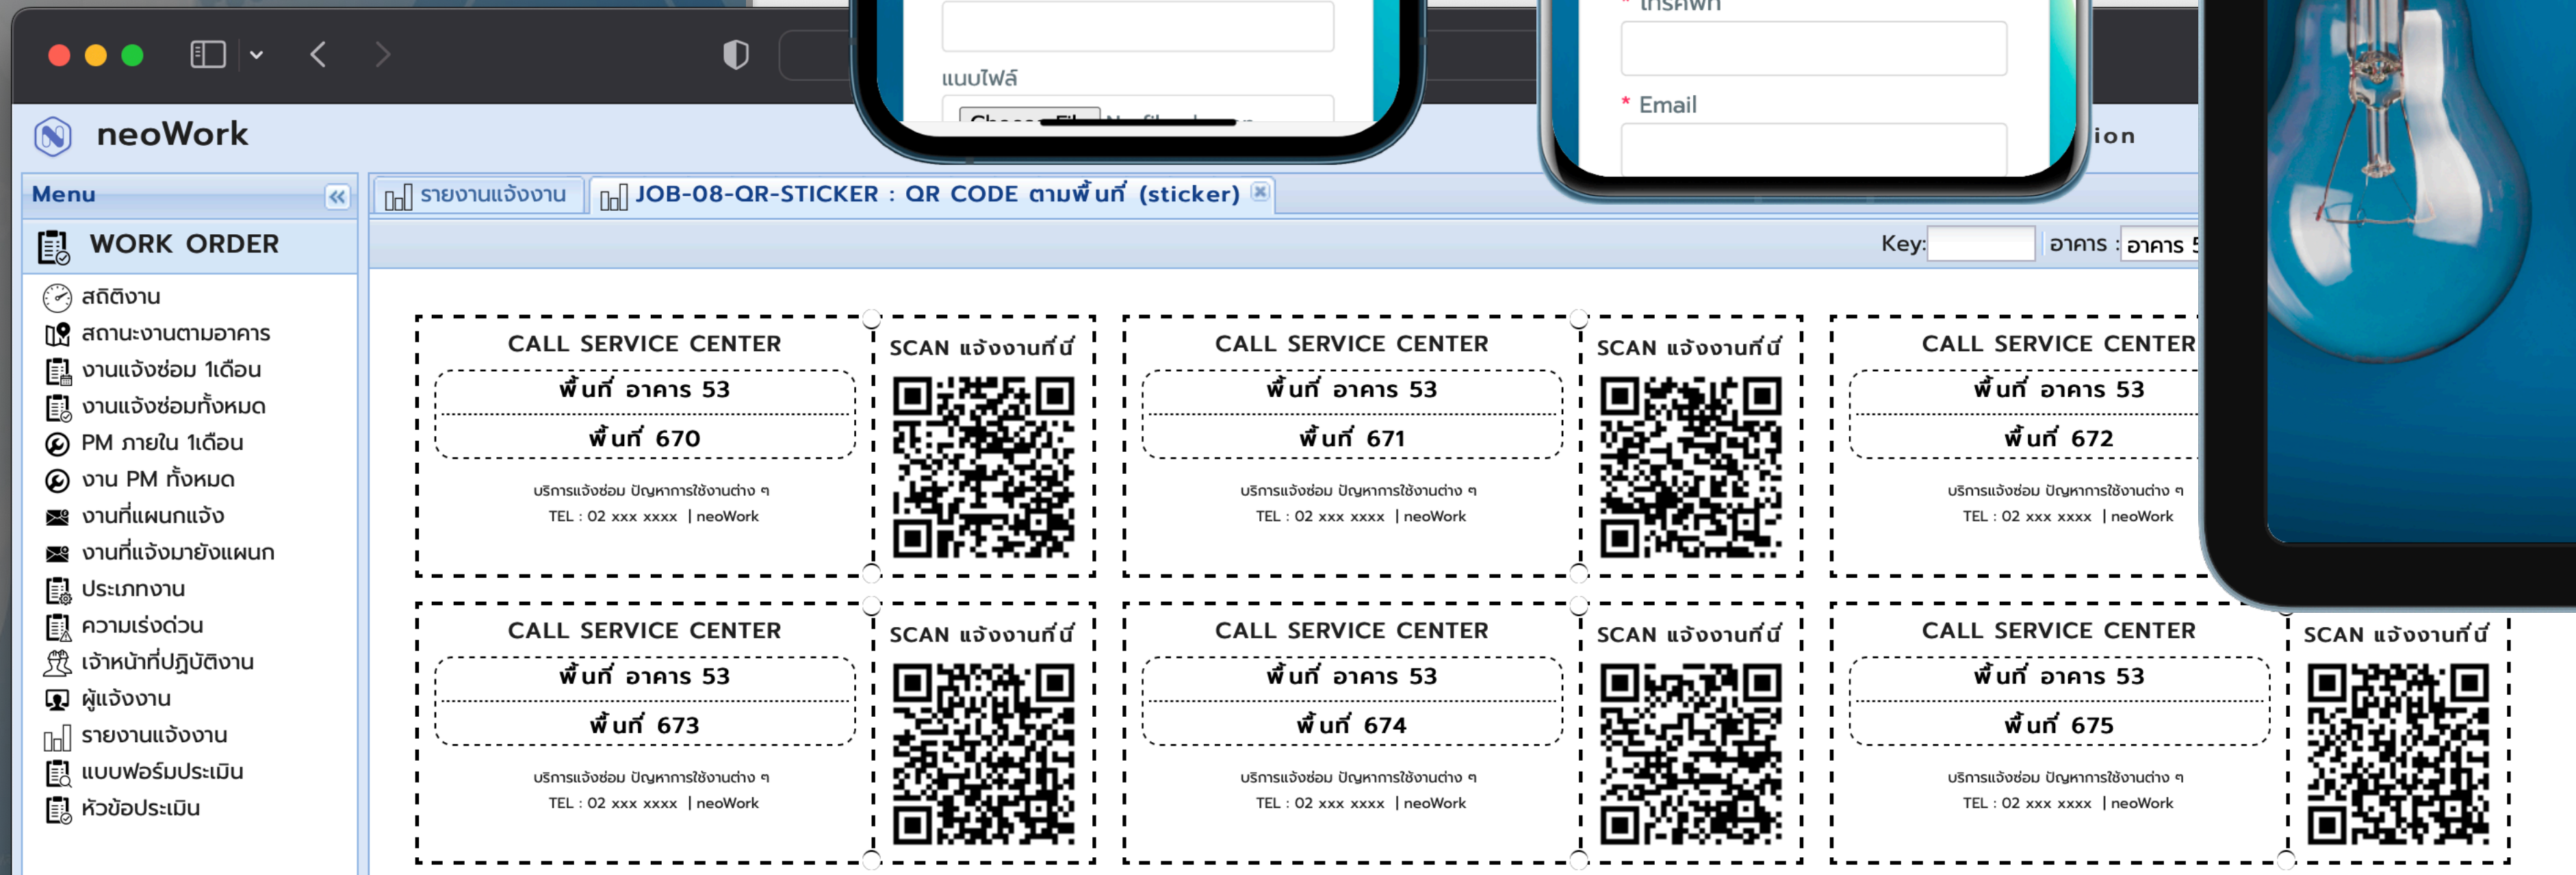 * โทรศัพท์
แนบไฟล์
* Email
neoWork
ion
Menu
รายงานแจ้งงาน
JOB-08-QR-STICKER : QR CODE ตามพื้นที่ (sticker)
WORK ORDER
Key:
อาคาร :
อาคาร 5
สถิติงาน
สถานะงานตามอาคาร
งานแจ้งซ่อม 1เดือน
งานแจ้งซ่อมทั้งหมด
PM ภายใน 1เดือน
งาน PM ทั้งหมด
งานที่แผนกแจ้ง
งานที่แจ้งมายังแผนก
ประเภทงาน
ความเร่งด่วน
เจ้าหน้าที่ปฏิบัติงาน
ผู้แจ้งงาน
รายงานแจ้งงาน
แบบฟอร์มประเมิน
หัวข้อประเมิน
CALL SERVICE CENTER
พื้นที่ อาคาร 53
พื้นที่ 670
บริการแจ้งซ่อม ปัญหาการใช้งานต่าง ๆ
TEL : 02 xxx xxxx | neoWork
SCAN แจ้งงานที่นี่
CALL SERVICE CENTER
พื้นที่ อาคาร 53
พื้นที่ 671
บริการแจ้งซ่อม ปัญหาการใช้งานต่าง ๆ
TEL : 02 xxx xxxx | neoWork
SCAN แจ้งงานที่นี่
CALL SERVICE CENTER
พื้นที่ อาคาร 53
พื้นที่ 672
บริการแจ้งซ่อม ปัญหาการใช้งานต่าง ๆ
TEL : 02 xxx xxxx | neoWork
CALL SERVICE CENTER
พื้นที่ อาคาร 53
พื้นที่ 673
บริการแจ้งซ่อม ปัญหาการใช้งานต่าง ๆ
TEL : 02 xxx xxxx | neoWork
SCAN แจ้งงานที่นี่
CALL SERVICE CENTER
พื้นที่ อาคาร 53
พื้นที่ 674
บริการแจ้งซ่อม ปัญหาการใช้งานต่าง ๆ
TEL : 02 xxx xxxx | neoWork
SCAN แจ้งงานที่นี่
CALL SERVICE CENTER
พื้นที่ อาคาร 53
พื้นที่ 675
บริการแจ้งซ่อม ปัญหาการใช้งานต่าง ๆ
TEL : 02 xxx xxxx | neoWork
SCAN แจ้งงานที่นี่